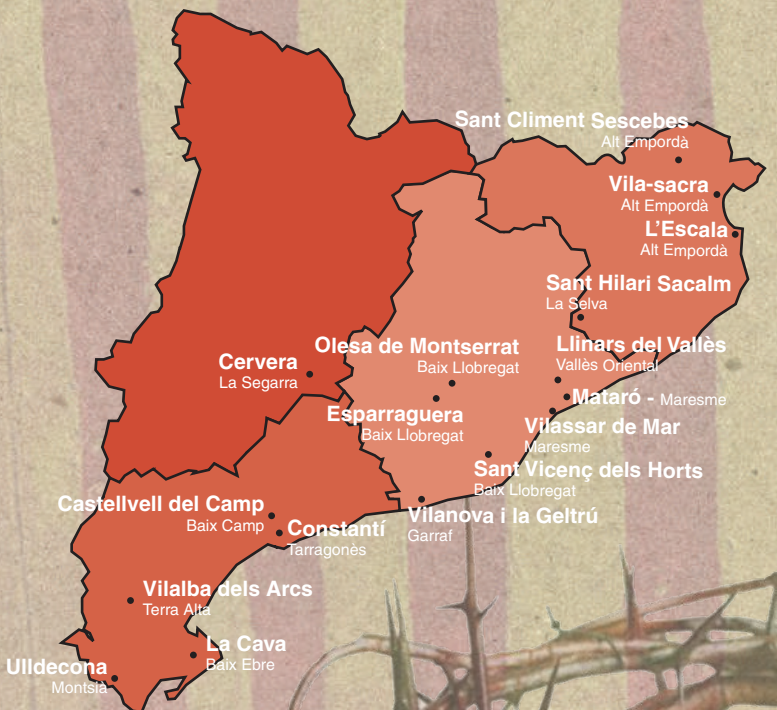 Sant Climent Sescebes
Alt Empordà
Vila-sacra
Alt Empordà
L'Escala
Alt Empordà
Sant Hilari Sacalm
La Selva
Olesa de Montserrat
Baix Llobregat
Llinars del Vallès
Vallès Oriental
Cervera
La Segarra
Mataró - Maresme
Esparraguera
Baix Llobregat
Vilassar de Mar
Maresme
Sant Vicenç dels Horts
Baix Llobregat
Castellvell del Camp
Baix Camp
Vilanova i la Geltrú
Garraf
Constantí
Tarragonès
Vilalba dels Arcs
Terra Alta
La Cava
Baix Ebre
Ulldecona
Montsià